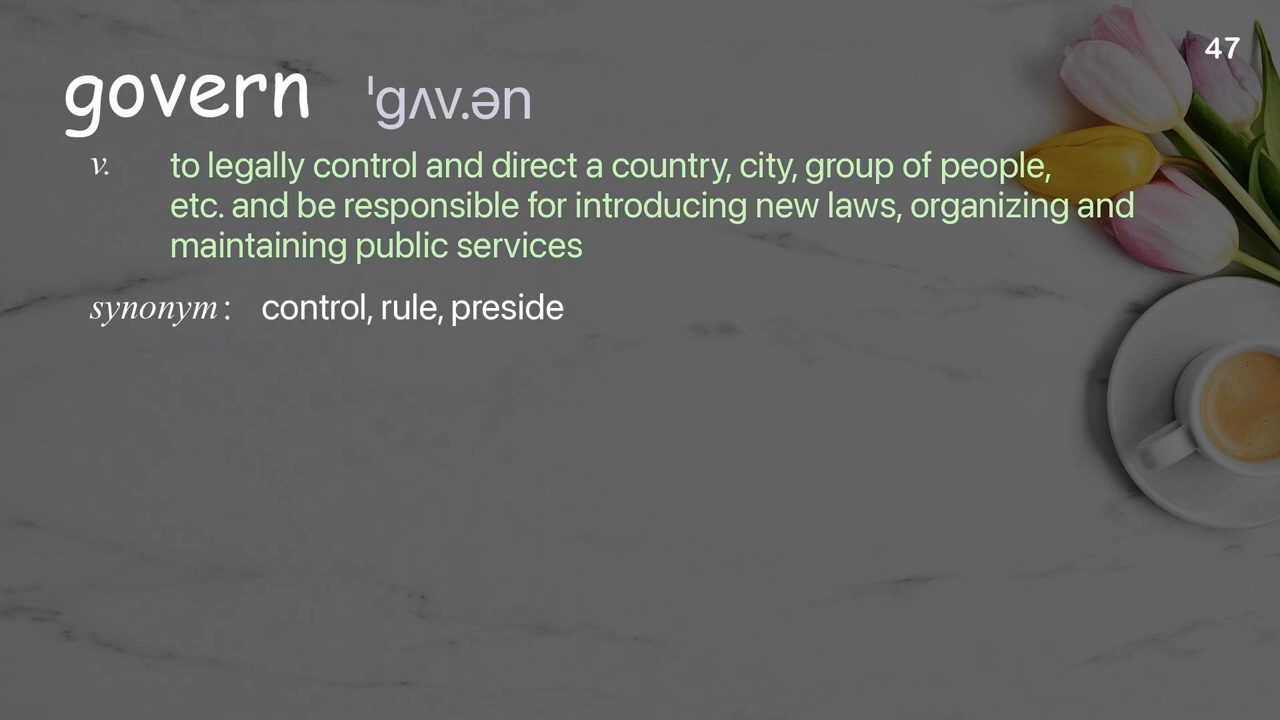 47
govern ˈgʌv.ən
v. to legally control and direct a country, city, group of people,
etc. and be responsible for introducing new laws, organizing and
maintaining public services
synonym: control, rule, preside